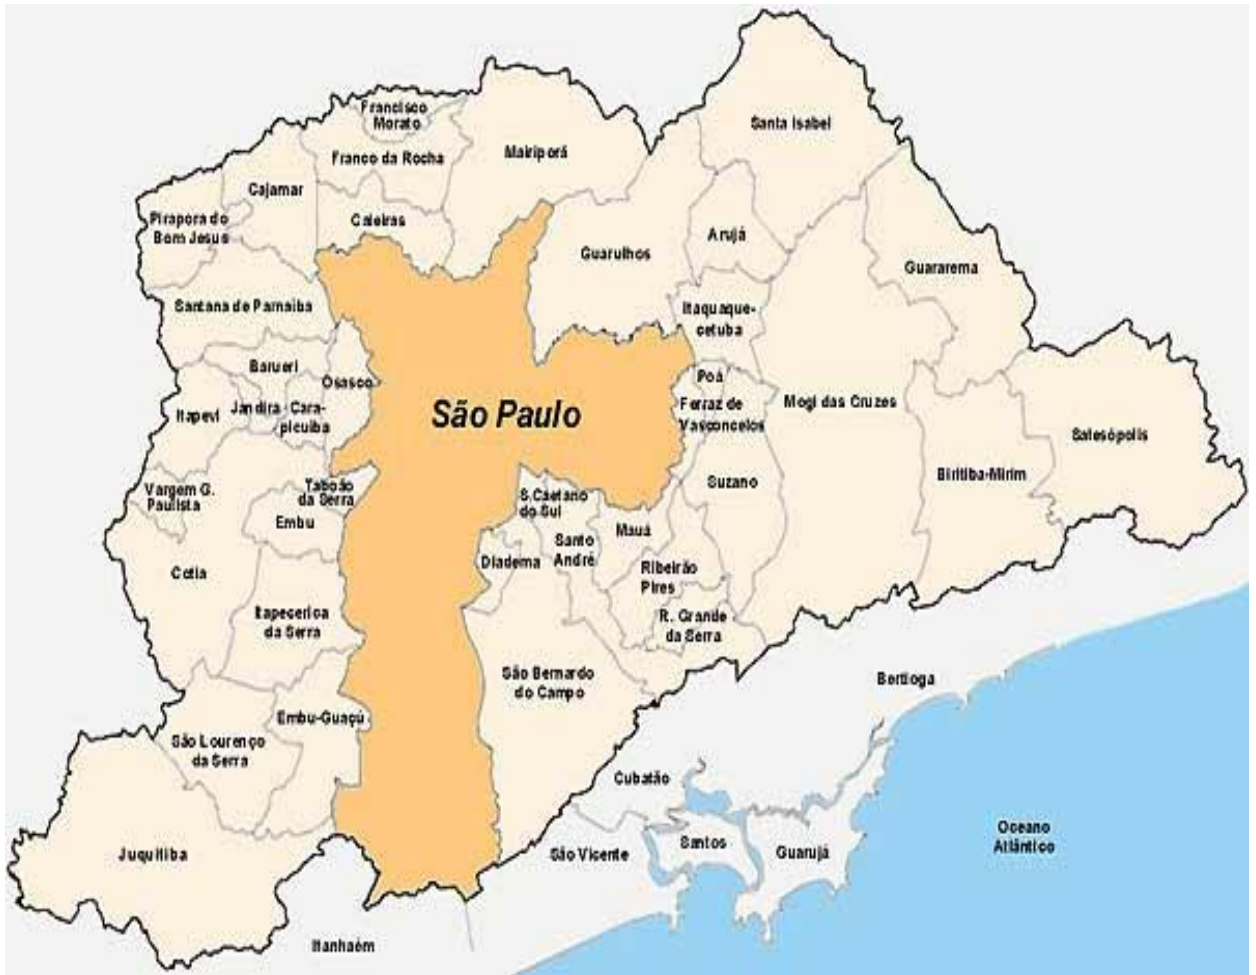 Francisco
Morato
Santa Isabel
Mairiporã
Franco da Rocha
Cajamar
Pirapora do
Bom Jesus
Caieiras
Arujá
Guarulhos
Guararema
Santana de Parnaíba
Itaquaque-
cetuba
Barueri
Osasco
Poá
São Paulo
Itapevi
Jandira
Cara-
picuíba
Ferraz de
Vasconcelos
Mogi das Cruzes
Salesópolis
Biritiba-Mirim
Vargem G.
Paulista
Taboão
da Serra
Suzano
S.Caetano
do Sul
Embu
Mauá
Santo
André
Diadema
Cotia
Ribeirão
Pires
Itapecerica
da Serra
R. Grande
da Serra
São Bernardo
do Campo
Bertioga
Embu-Guaçú
São Lourenço
da Serra
Cubatão
Oceano
Atlântico
Juquitiba
São Vicente
Santos
Guarujá
Itanhaém